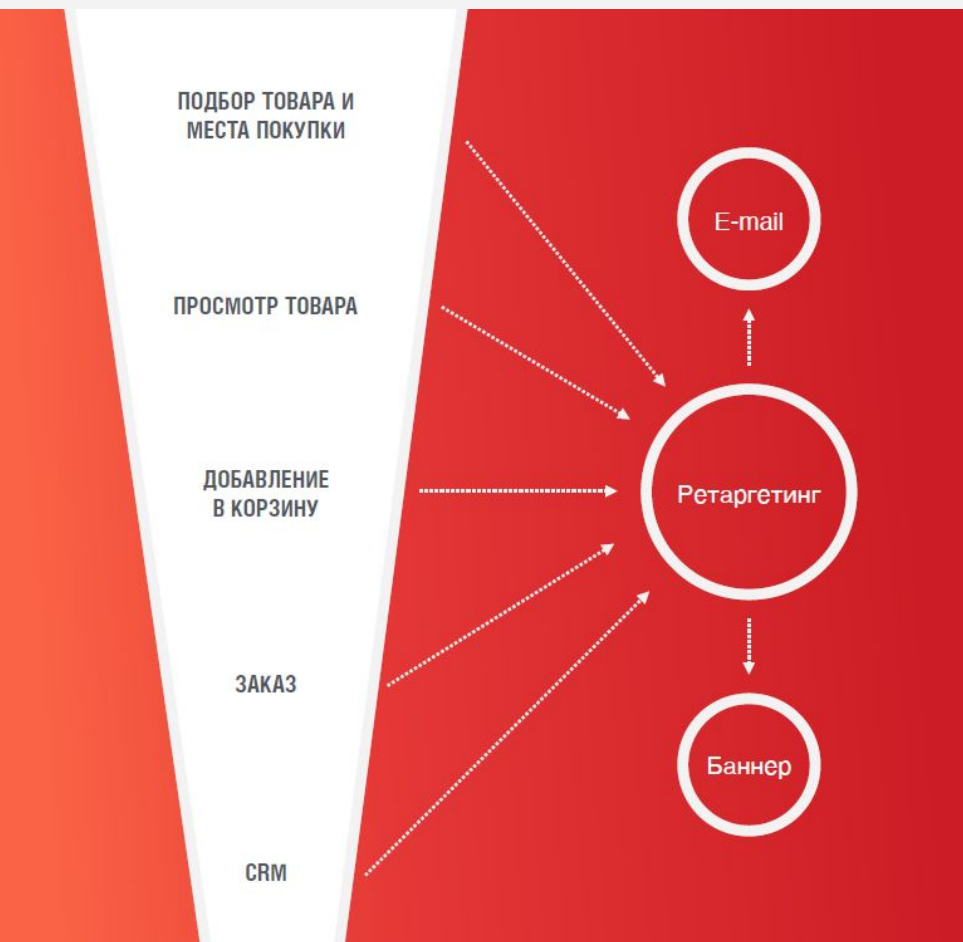 ПОДБОР ТОВАРА И
МЕСТА ПОКУПКИ
ПРОСМОТР ТОВАРА
ДОБАВЛЕНИЕ
В КОРЗИНУ
ЗАКАЗ
CRM
E-mail
Ретаргетинг
Баннер